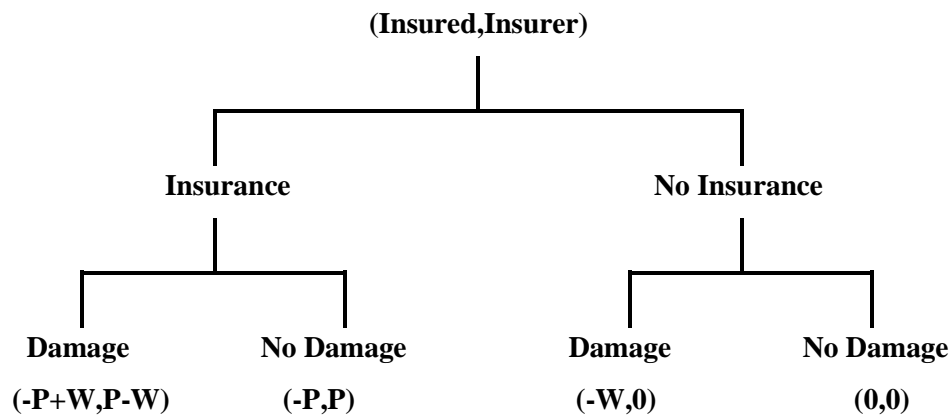 (Insured,Insurer)
Insurance No Insurance
Damage No Damage Damage No Damage
(-P+W,P-W) (-P,P) (-W,0) (0,0)